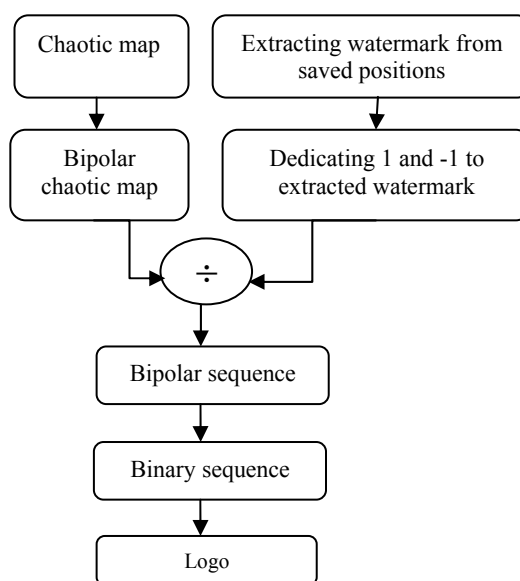 Chaotic map
Extracting watermark from
saved positions
Bipolar
chaotic map
Dedicating 1 and -1 to
extracted watermark
÷
Bipolar sequence
Binary sequence
Logo